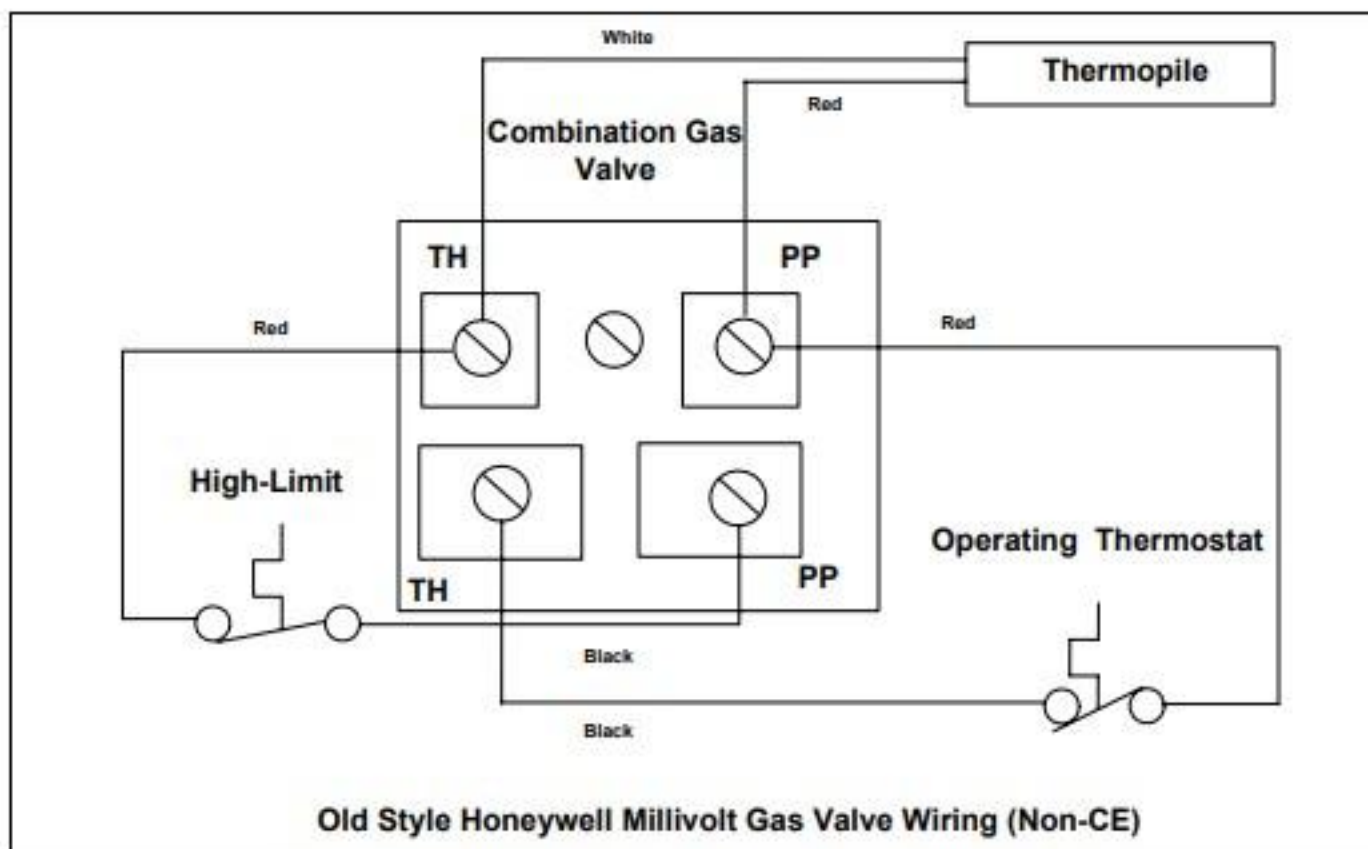 White
Thermopile
Red
Combination Gas
Valve
TH
PP
Red
Red
High-Limit
Operating Thermostat
TH
PP
Black
Black
Old Style Honeywell Millivolt Gas Valve Wiring (Non-CE)